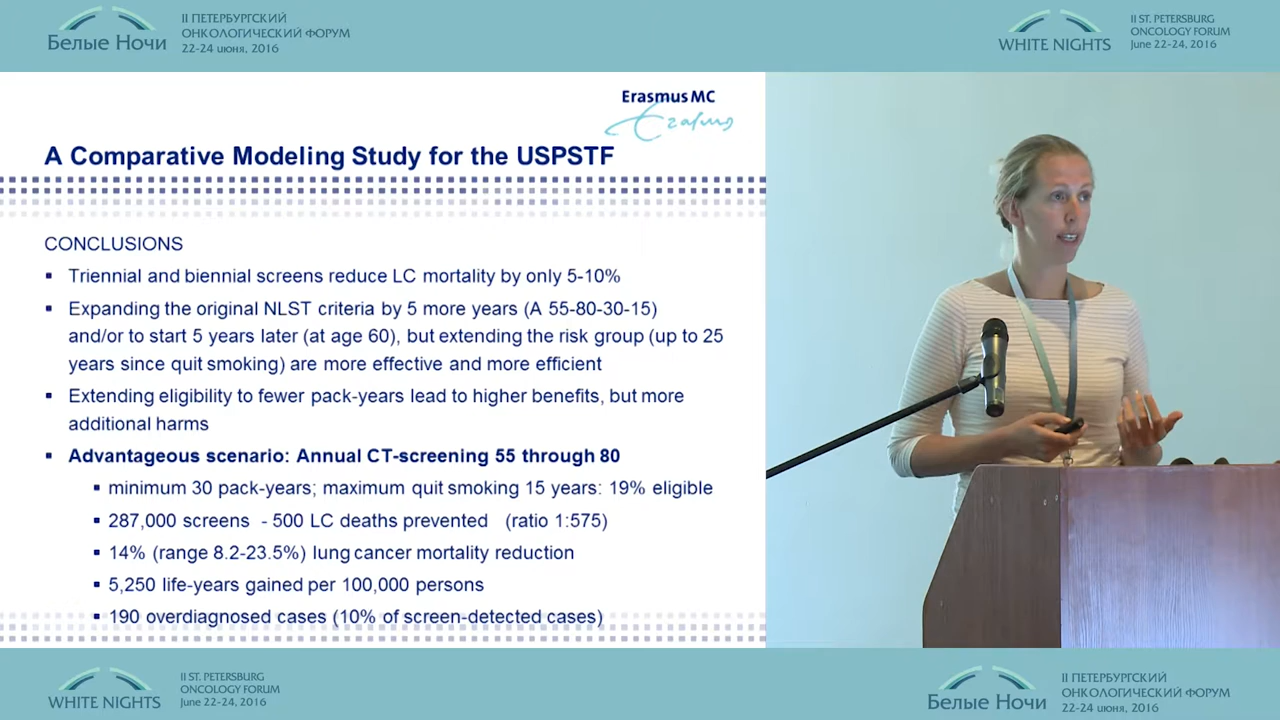 Белые Ночи
II ПЕТЕРБУРГСКИЙ
ОНКОЛОГИЧЕСКИЙ ФОРУМ
22-24 июня, 2016
WHITE NIGHTS
II ST. PETERSBURG
ONCOLOGY FORUM
June 22-24, 2016
Erasmus MC
Erasmus
A Comparative Modeling Study for the USPSTF
CONCLUSIONS
▪ Triennial and biennial screens reduce LC mortality by only 5-10%
▪ Expanding the original NLST criteria by 5 more years (A 55-80-30-15)
and/or to start 5 years later (at age 60), but extending the risk group (up to 25
years since quit smoking) are more effective and more efficient
▪ Extending eligibility to fewer pack-years lead to higher benefits, but more
additional harms
▪ Advantageous scenario: Annual CT-screening 55 through 80
▪ minimum 30 pack-years; maximum quit smoking 15 years: 19% eligible
▪ 287,000 screens - 500 LC deaths prevented (ratio 1:575)
▪ 14% (range 8.2-23.5%) lung cancer mortality reduction
▪ 5,250 life-years gained per 100,000 persons
▪ 190 overdiagnosed cases (10% of screen-detected cases)
WHITE NIGHTS
II ST. PETERSBURG
ONCOLOGY FORUM
June 22-24, 2016
Белые Ночи
II ПЕТЕРБУРГСКИЙ
ОНКОЛОГИЧЕСКИЙ ФОРУМ
22-24 июня, 2016